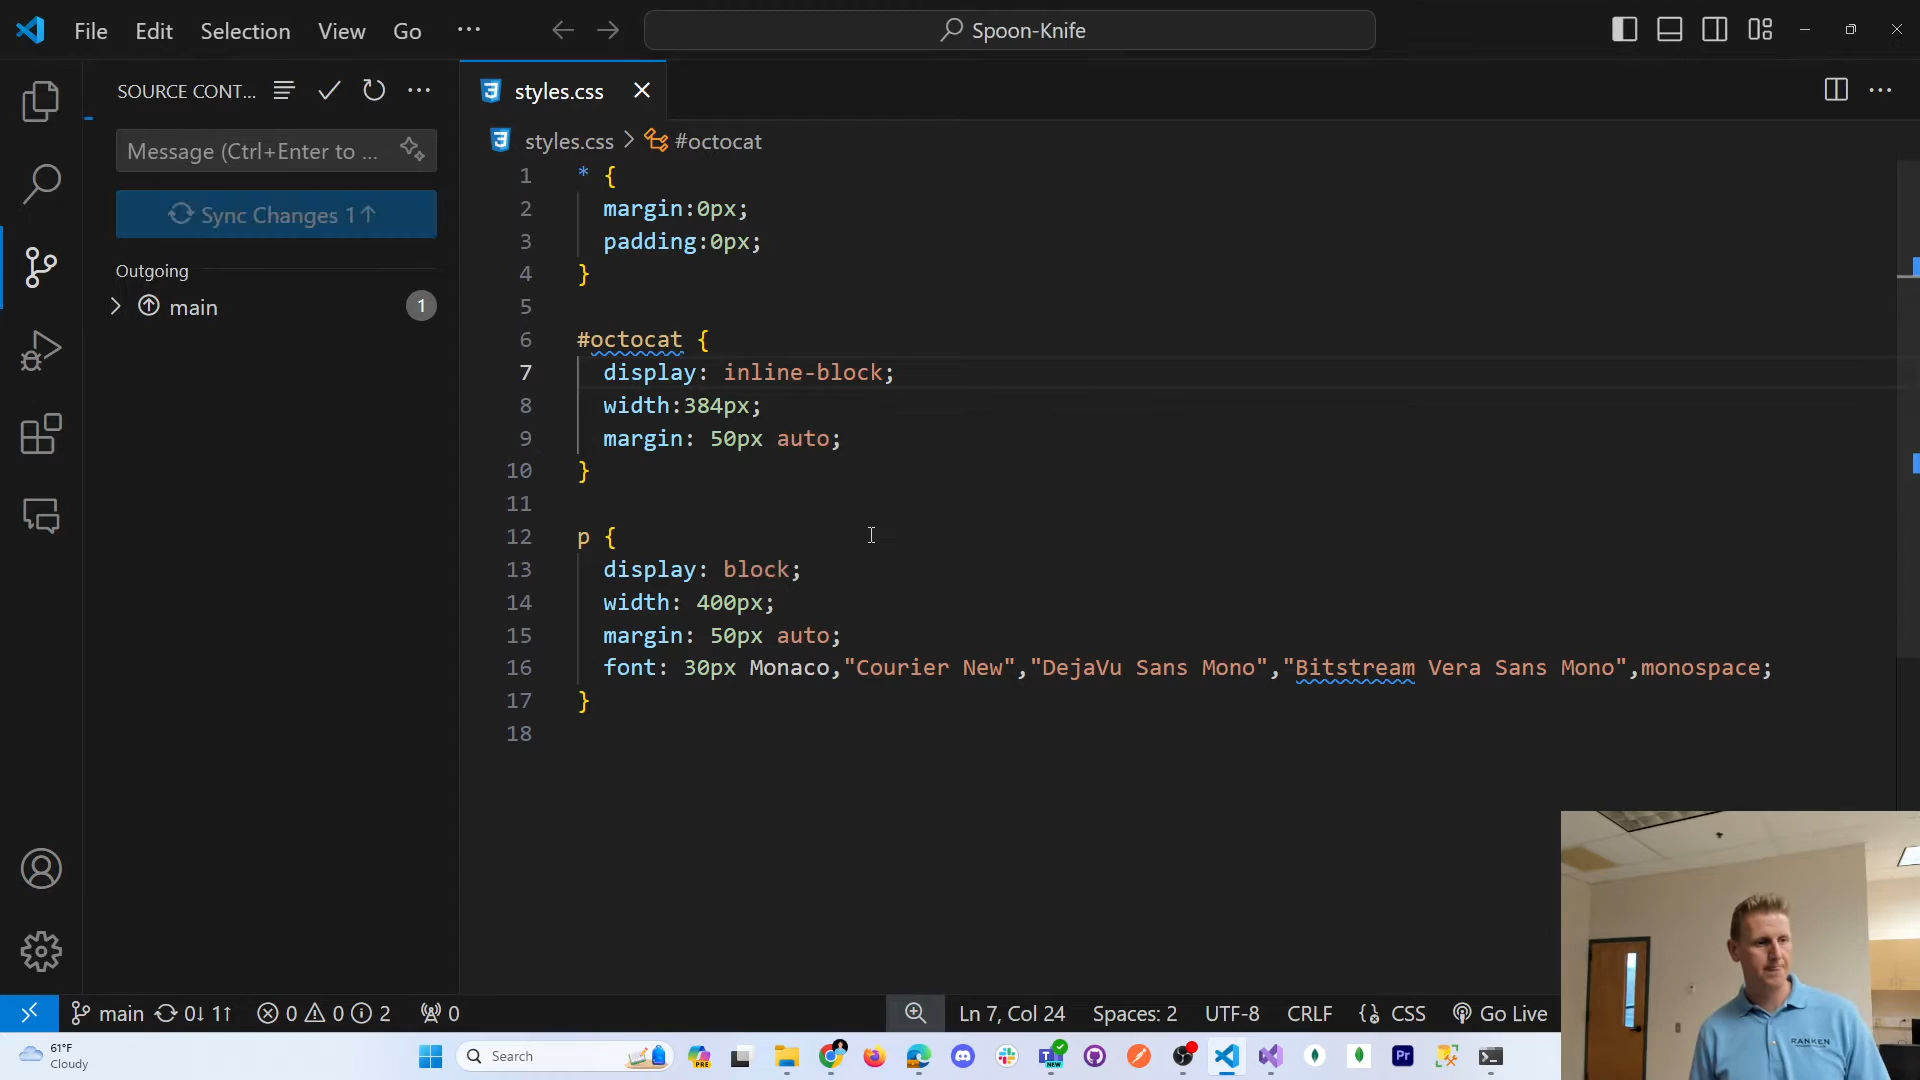 File Edit Selection View Go ··· Spoon-Knife
SOURCE CONT...
Message (Ctrl+Enter to ...
Sync Changes 1↑
Outgoing
main 1
styles.css
styles.css > #octocat
1 * {
2 margin:0px;
3 padding:0px;
4 }
5
6 #octocat {
7 display: inline-block;
8 width:384px;
9 margin: 50px auto;
10 }
11
12 p {
13 display: block;
14 width: 400px;
15 margin: 50px auto;
16 font: 30px Monaco,"Courier New","DejaVu Sans Mono","Bitstream Vera Sans Mono",monospace;
17 }
18
RANKEN
main 0↓ 1↑ 0 0 2 0 Ln 7, Col 24 Spaces: 2 UTF-8 CRLF CSS Go Live
61°F
Cloudy
Search
PRE
NEW
Pr